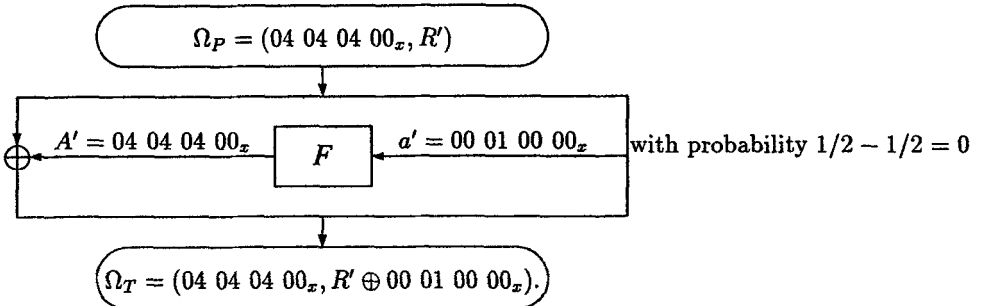 Ω_P = (04 04 04 00_x, R′)
A′ = 04 04 04 00_x F a′ = 00 01 00 00_x with probability 1/2 − 1/2 = 0
Ω_T = (04 04 04 00_x, R′ ⊕ 00 01 00 00_x).